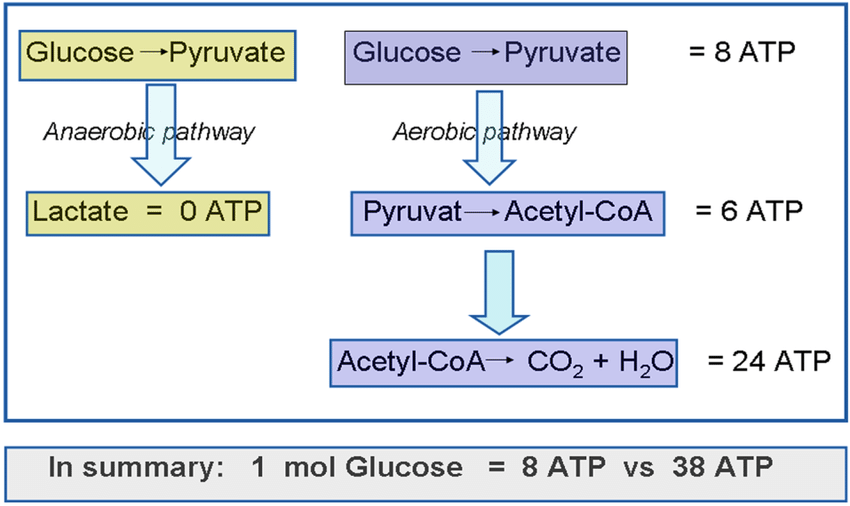 Glucose → Pyruvate
Glucose → Pyruvate = 8 ATP
Anaerobic pathway
Aerobic pathway
Lactate = 0 ATP
Pyruvat → Acetyl-CoA = 6 ATP
Acetyl-CoA → CO₂ + H₂O = 24 ATP
In summary: 1 mol Glucose = 8 ATP vs 38 ATP